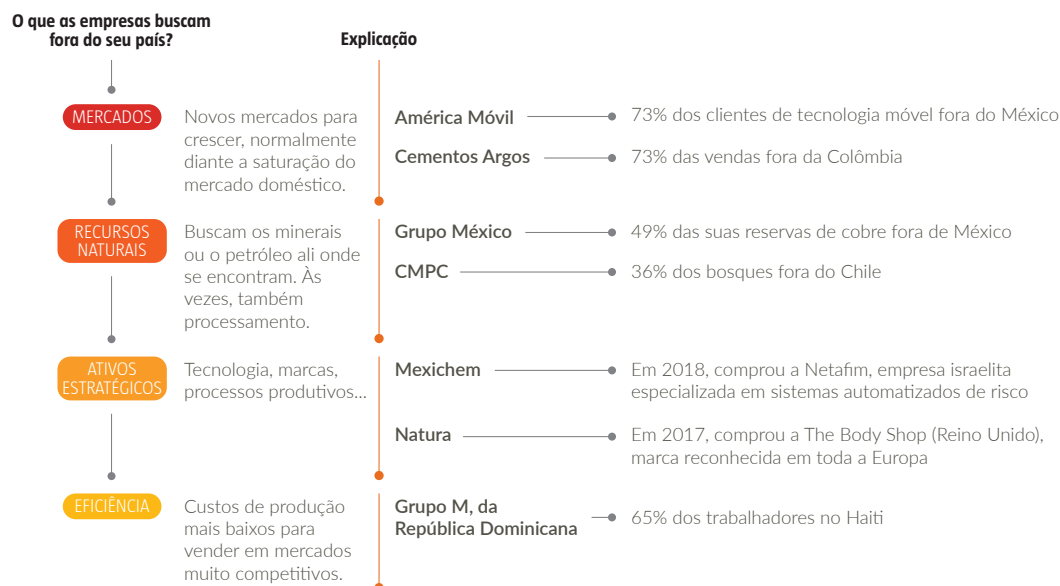 O que as empresas buscam
fora do seu país?
Explicação
MERCADOS
Novos mercados para
crescer, normalmente
diante a saturação do
mercado doméstico.
América Móvil
73% dos clientes de tecnologia móvel fora do México
Cementos Argos
73% das vendas fora da Colômbia
RECURSOS
NATURAIS
Buscam os minerais
ou o petróleo ali onde
se encontram. Às
vezes, também
processamento.
Grupo México
49% das suas reservas de cobre fora de México
CMPC
36% dos bosques fora do Chile
ATIVOS
ESTRATÉGICOS
Tecnologia, marcas,
processos produtivos...
Mexichem
Em 2018, comprou a Netafim, empresa israelita
especializada em sistemas automatizados de risco
Natura
Em 2017, comprou a The Body Shop (Reino Unido),
marca reconhecida em toda a Europa
EFICIÊNCIA
Custos de produção
mais baixos para
vender em mercados
muito competitivos.
Grupo M, da
República Dominicana
65% dos trabalhadores no Haiti